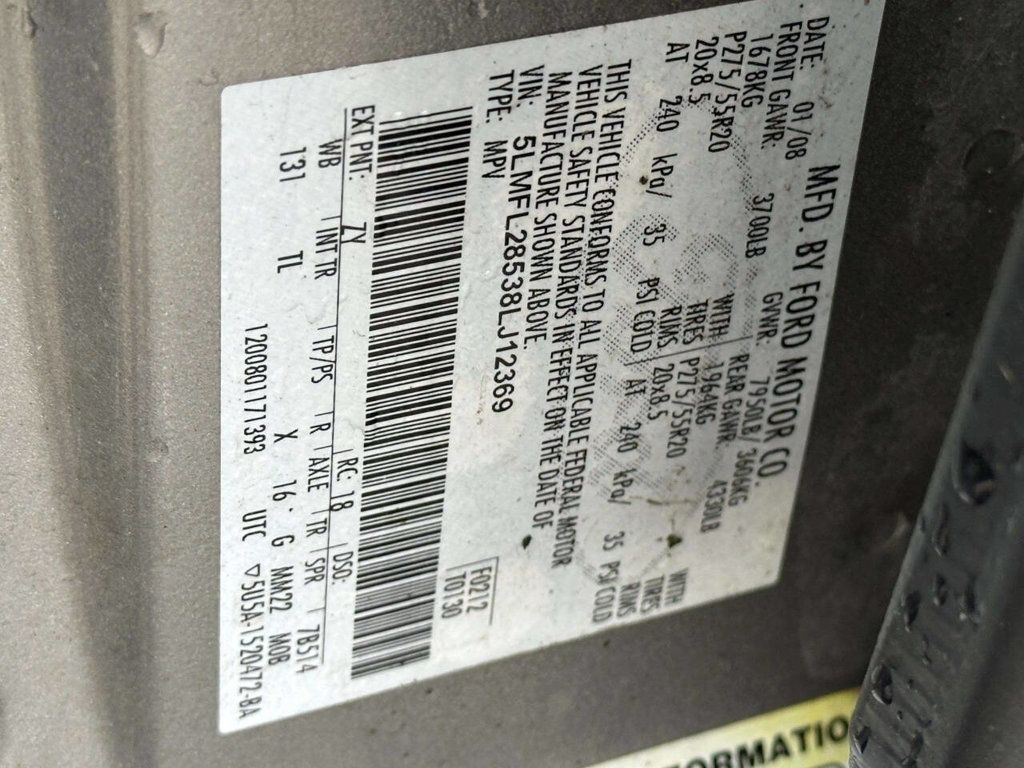 MFD. BY FORD MOTOR CO.
DATE: 01/08 GVWR: 7950LB/ 3606KG
FRONT GAWR: 3700LB REAR GAWR: 4330LB
1678KG WITH 1964KG WITH
P275/55R20 TIRES P275/55R20 TIRES
20x8.5 RIMS 20x8.5 RIMS
AT 240 kPa/ 35 PSI COLD AT 240 kPa/ 35 PSI COLD
THIS VEHICLE CONFORMS TO ALL APPLICABLE FEDERAL MOTOR
VEHICLE SAFETY STANDARDS IN EFFECT ON THE DATE OF
MANUFACTURE SHOWN ABOVE.
VIN: 5LMFL28538LJ12369 F0212
TYPE: MPV T0130
EXT PNT: ZY RC: 18 DSO:
WB INT TR TP/PS R AXLE TR SPR 7B514
131 TL X 16 G MM22 MOB
1200801171393 UTC ▽5U5A-1520472-BA
ORMATIO